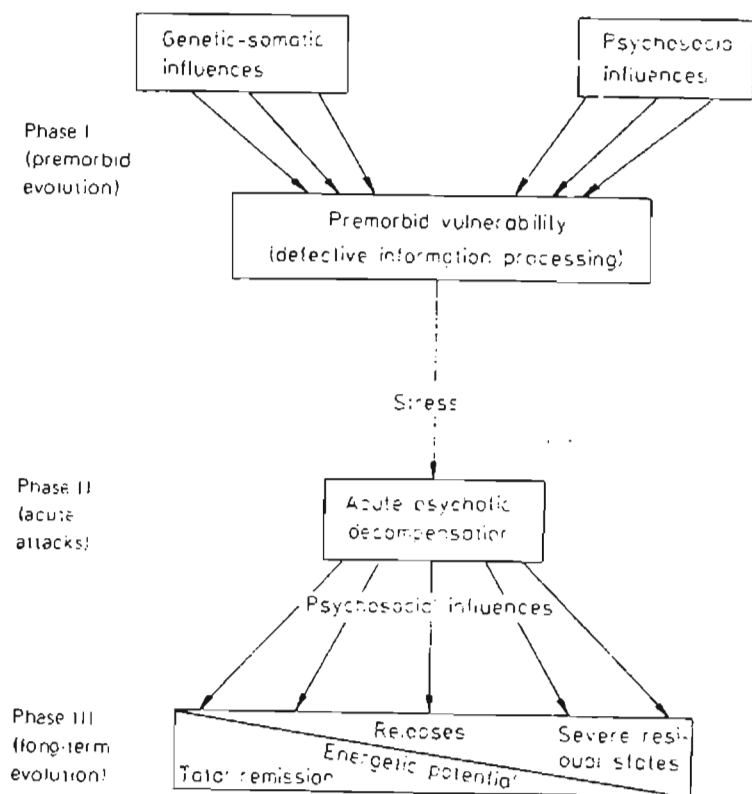 Genetic-somatic
influences
Psychosocia
influences
Phase I
(premorbid
evolution)
Premorbid vulnerability
(defective information processing)
Stress
Phase II
(acute
attacks)
Acute psychotic
decompensation
Psychosocial influences
Phase III
(long-term
evolution)
Relapses
Severe resi-
dual states
Energetic potential
Total remission